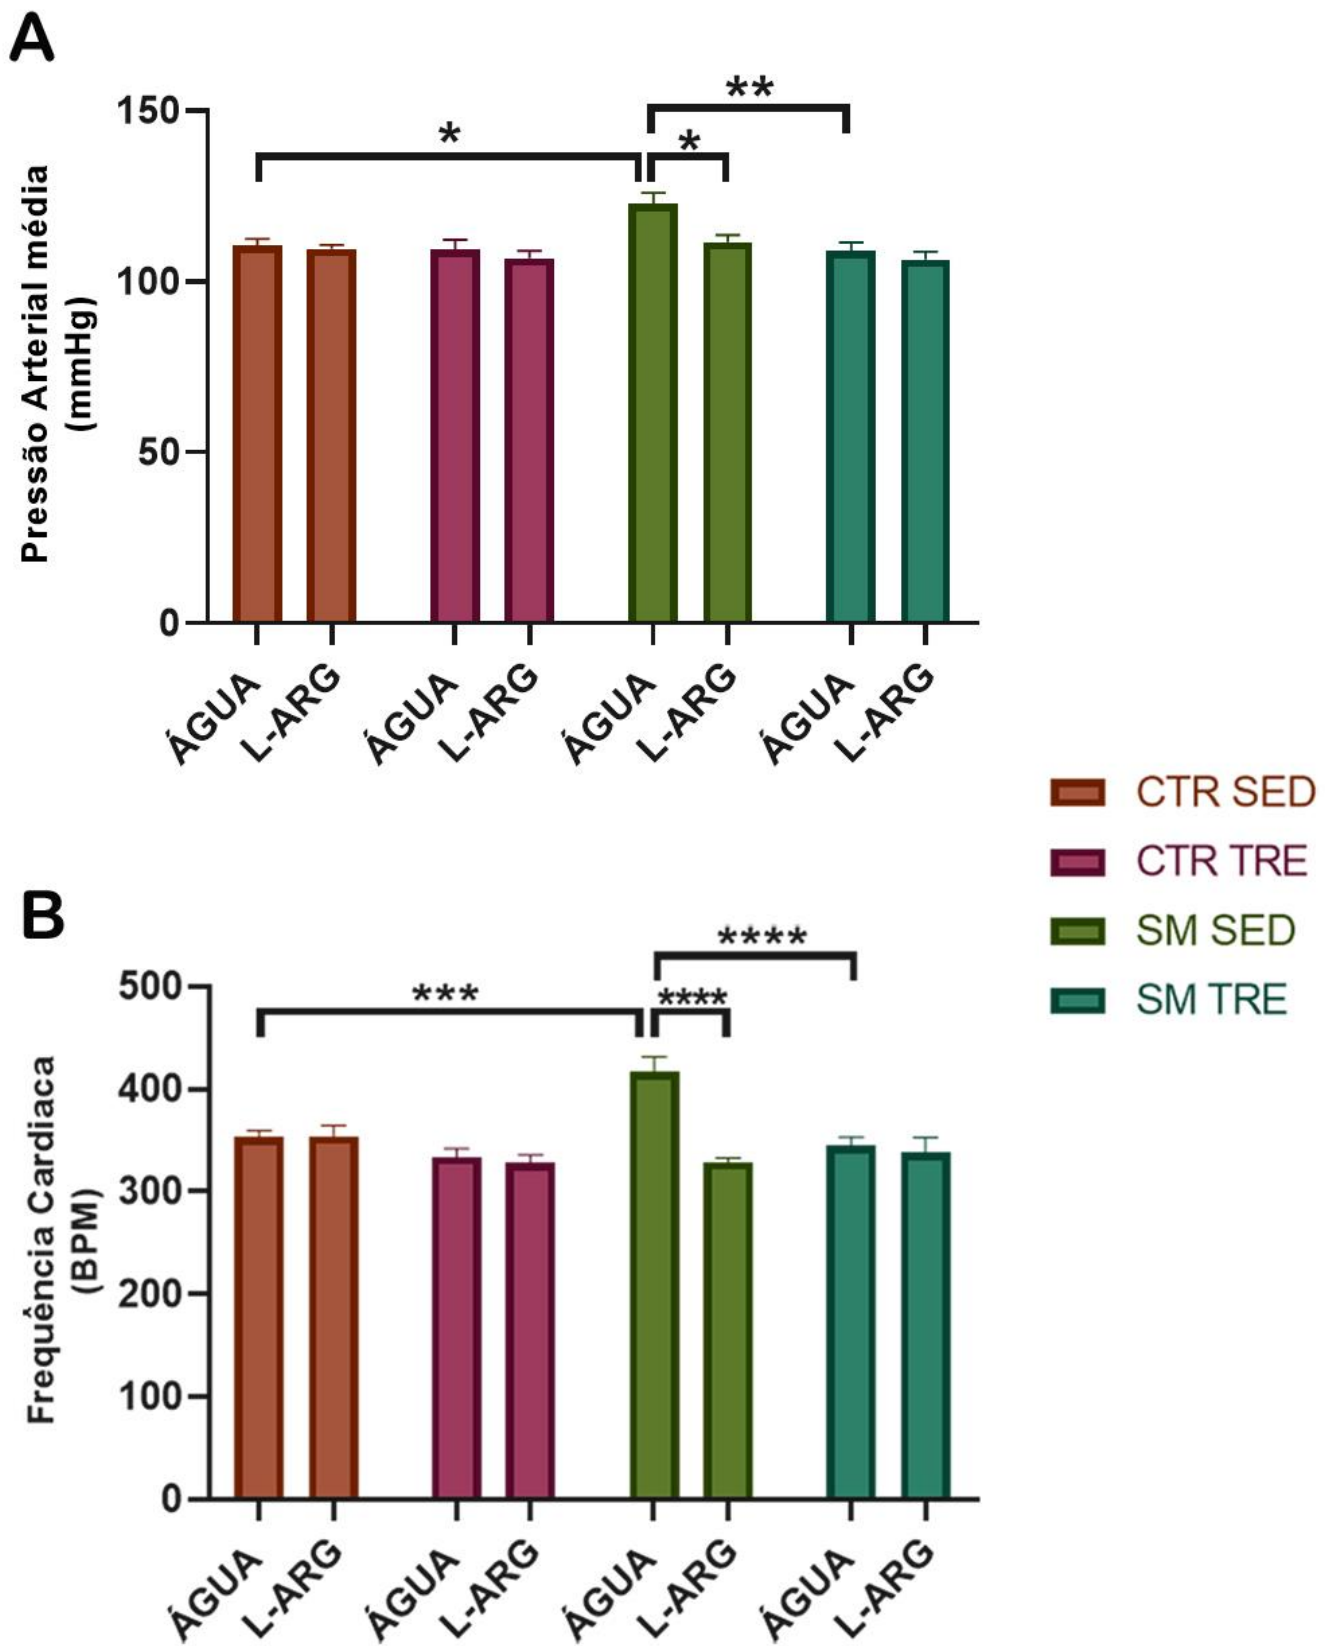 A
**
150
*
*
100
50
0
Pressão Arterial média
(mmHg)
ÁGUA
L-ARG
ÁGUA
L-ARG
ÁGUA
L-ARG
ÁGUA
L-ARG
CTR SED
CTR TRE
SM SED
SM TRE
B
****
500
***
****
400
300
200
100
0
Frequência Cardiaca
(BPM)
ÁGUA
L-ARG
ÁGUA
L-ARG
ÁGUA
L-ARG
ÁGUA
L-ARG